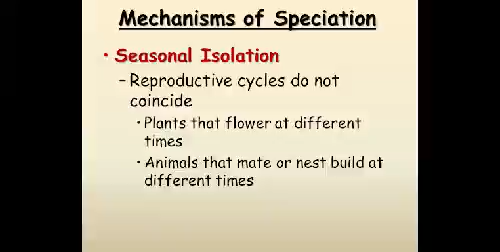 Mechanisms of Speciation
• Seasonal Isolation
– Reproductive cycles do not
coincide
• Plants that flower at different
times
• Animals that mate or nest build at
different times